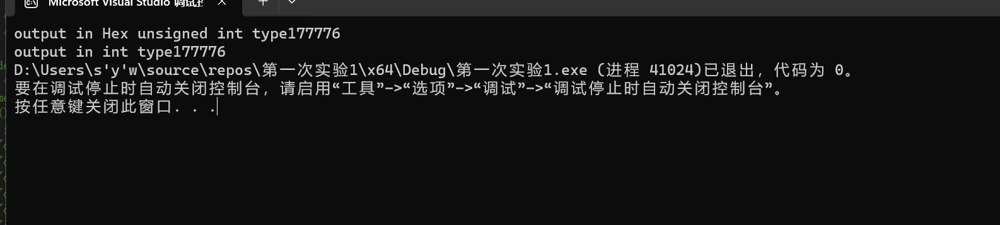 Microsoft Visual Studio 调试
output in Hex unsigned int type177776
output in int type177776
D:\Users\s'y'w\source\repos\第一次实验1\x64\Debug\第一次实验1.exe (进程 41024)已退出，代码为 0。
要在调试停止时自动关闭控制台，请启用“工具”->“选项”->“调试”->“调试停止时自动关闭控制台”。
按任意键关闭此窗口. . .